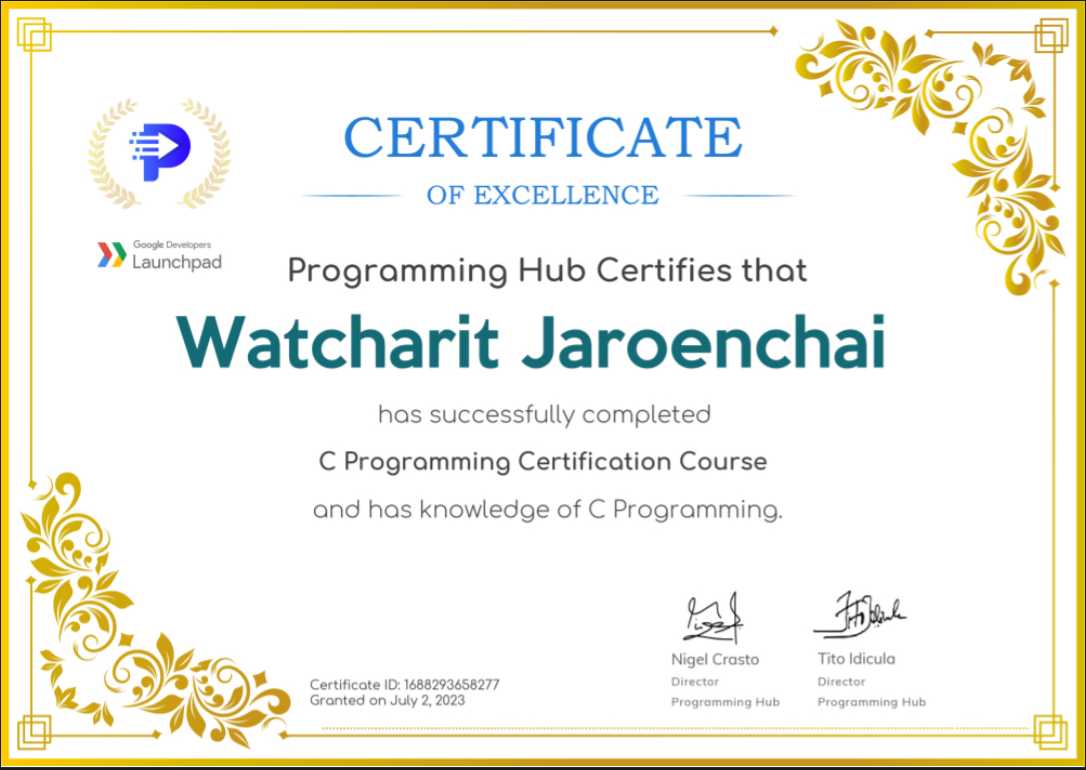 CERTIFICATE
OF EXCELLENCE
Google Developers
Launchpad
Programming Hub Certifies that
Watcharit Jaroenchai
has successfully completed
C Programming Certification Course
and has knowledge of C Programming.
Nigel Crasto
Director
Programming Hub
Tito Idicula
Director
Programming Hub
Certificate ID: 1688293658277
Granted on July 2, 2023